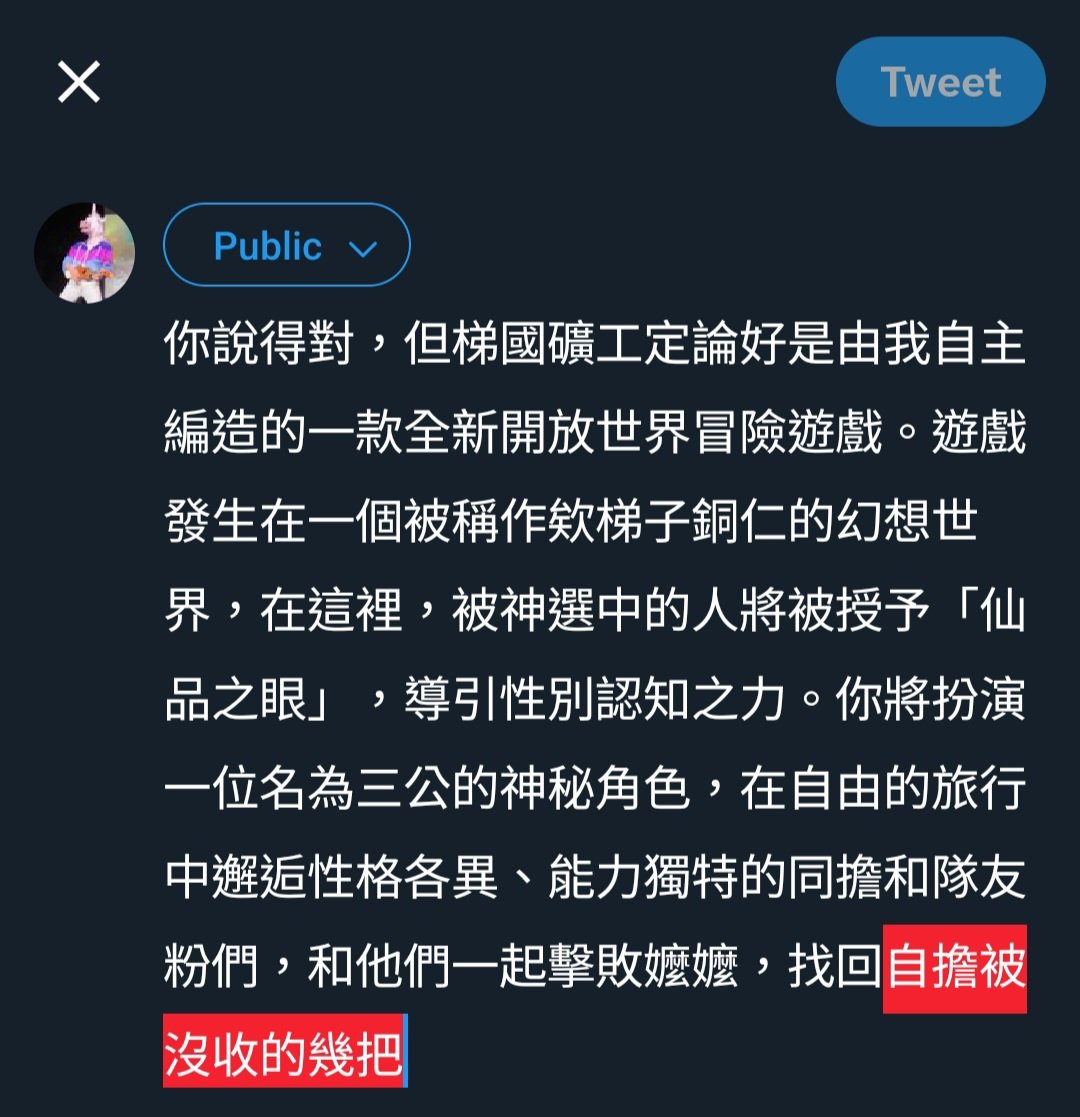 Tweet
Public
你說得對，但梯國礦工定論好是由我自主
編造的一款全新開放世界冒險遊戲。遊戲
發生在一個被稱作欸梯子銅仁的幻想世
界，在這裡，被神選中的人將被授予「仙
品之眼」，導引性別認知之力。你將扮演
一位名為三公的神秘角色，在自由的旅行
中邂逅性格各異、能力獨特的同擔和隊友
粉們，和他們一起擊敗嬤嬤，找回自擔被
沒收的幾把